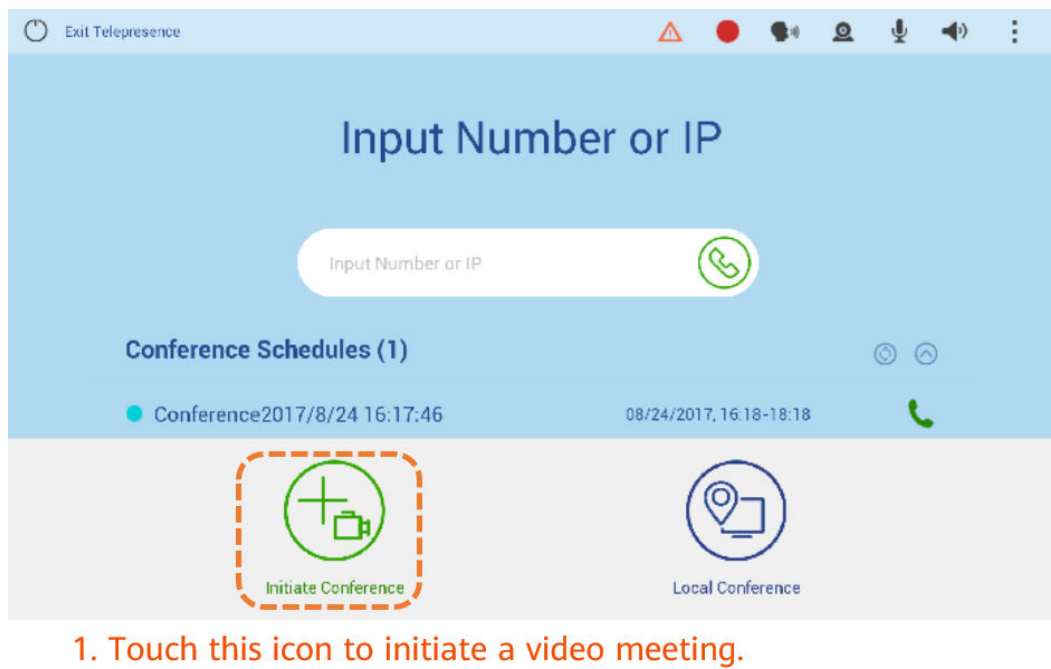 Exit Telepresence
Input Number or IP
Input Number or IP
Conference Schedules (1)
Conference2017/8/24 16:17:46 08/24/2017, 16:18-18:18
Initiate Conference Local Conference
1. Touch this icon to initiate a video meeting.